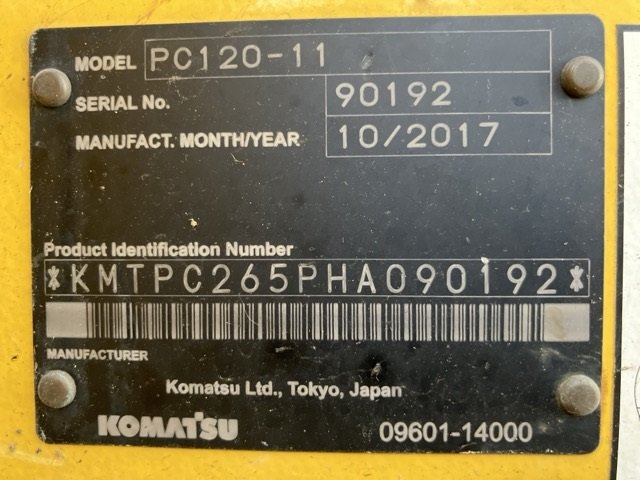 MODEL PC120-11
SERIAL No. 90192
MANUFACT. MONTH/YEAR 10/2017
Product Identification Number
*KMTPC265PHA090192*
MANUFACTURER
Komatsu Ltd., Tokyo, Japan
KOMATSU 09601-14000